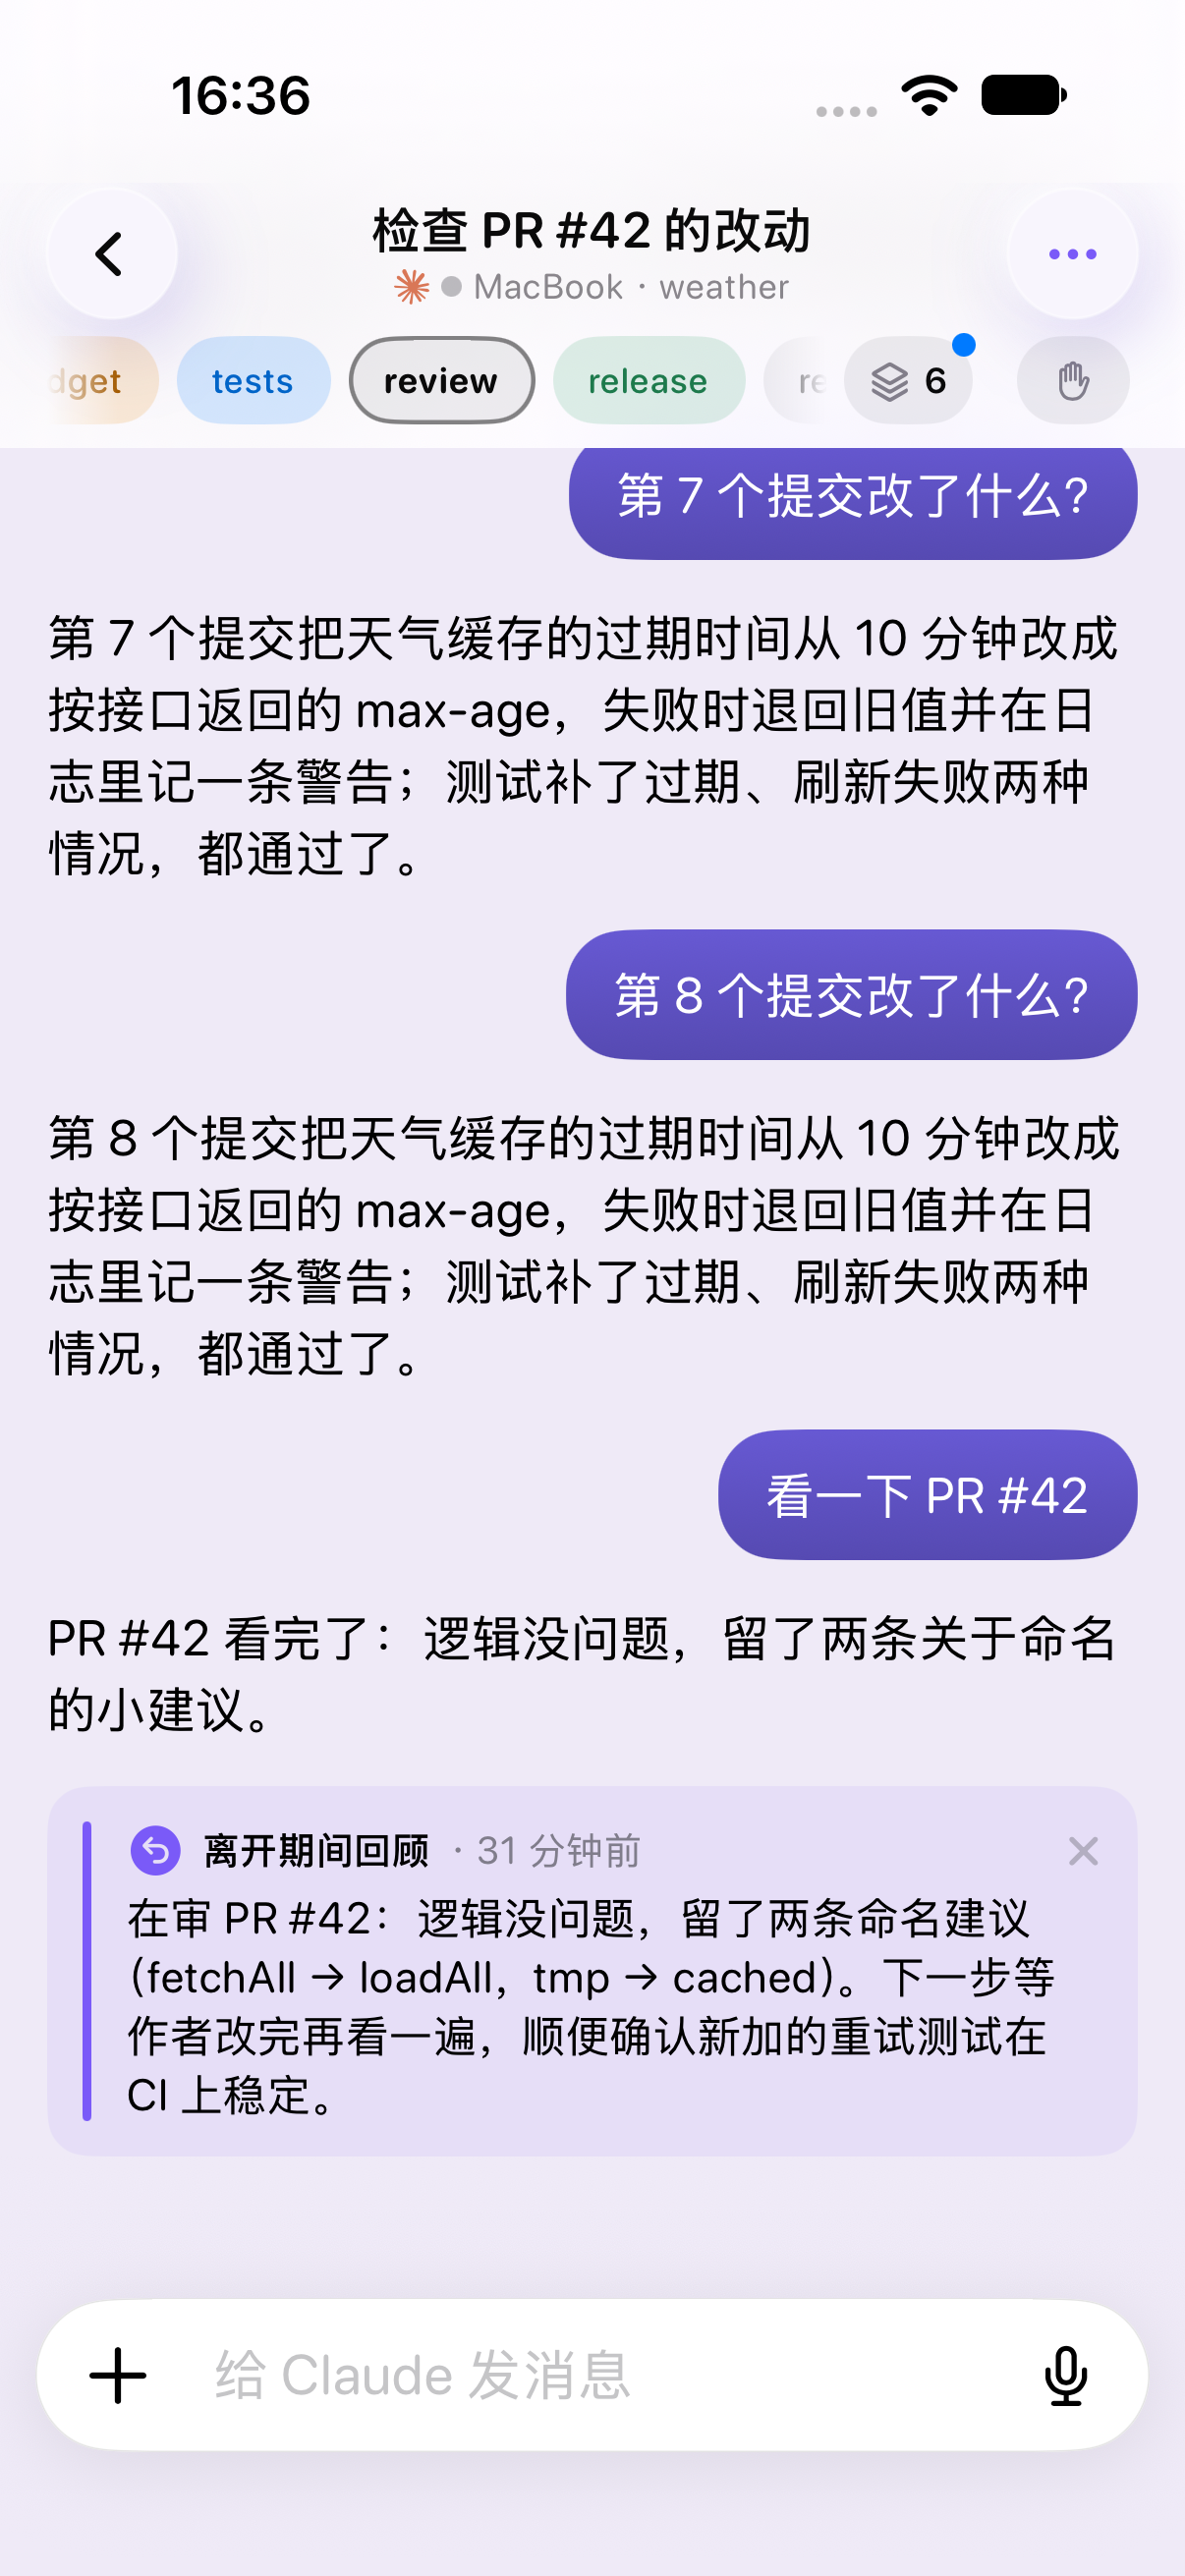 16:36
检查 PR #42 的改动
MacBook · weather
dget
tests
review
release
re
6
第 7 个提交改了什么?
第 7 个提交把天气缓存的过期时间从 10 分钟改成
按接口返回的 max-age，失败时退回旧值并在日
志里记一条警告；测试补了过期、刷新失败两种
情况，都通过了。
第 8 个提交改了什么?
第 8 个提交把天气缓存的过期时间从 10 分钟改成
按接口返回的 max-age，失败时退回旧值并在日
志里记一条警告；测试补了过期、刷新失败两种
情况，都通过了。
看一下 PR #42
PR #42 看完了：逻辑没问题，留了两条关于命名
的小建议。
离开期间回顾 · 31 分钟前
在审 PR #42：逻辑没问题，留了两条命名建议
(fetchAll → loadAll，tmp → cached)。下一步等
作者改完再看一遍，顺便确认新加的重试测试在
CI 上稳定。
给 Claude 发消息